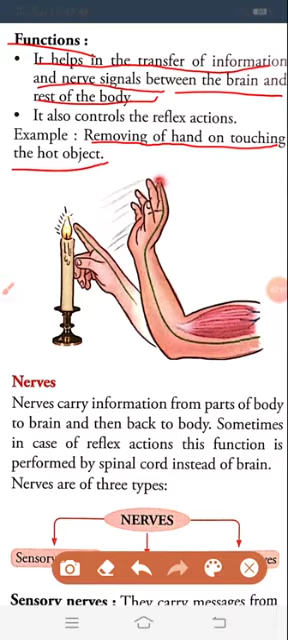 Functions :
• It helps in the transfer of information
and nerve signals between the brain and
rest of the body.
• It also controls the reflex actions.
Example : Removing of hand on touching
the hot object.
Nerves
Nerves carry information from parts of body
to brain and then back to body. Sometimes
in case of reflex actions this function is
performed by spinal cord instead of brain.
Nerves are of three types:
NERVES
Sensory
Sensory nerves : They carry messages from